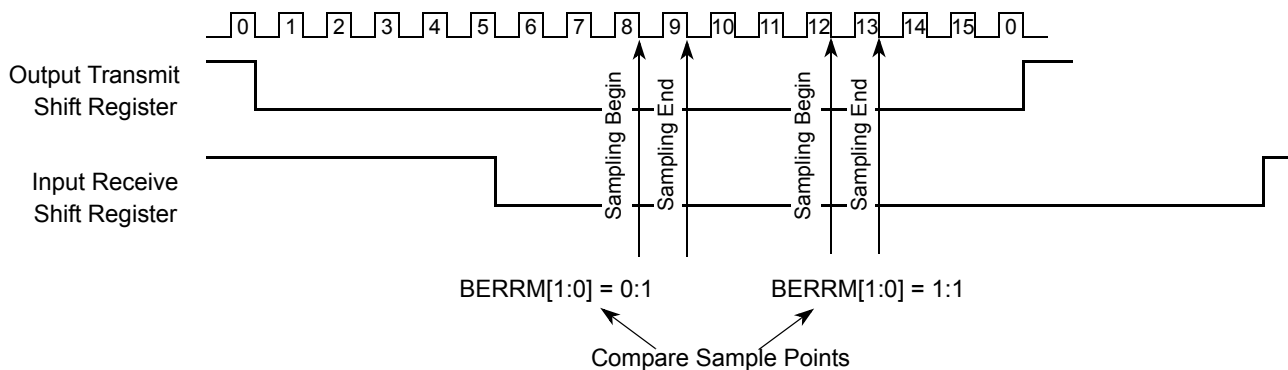 0 1 2 3 4 5 6 7 8 9 10 11 12 13 14 15 0
Output Transmit
Shift Register
Input Receive
Shift Register
Sampling Begin
Sampling End
Sampling Begin
Sampling End
BERRM[1:0] = 0:1
BERRM[1:0] = 1:1
Compare Sample Points